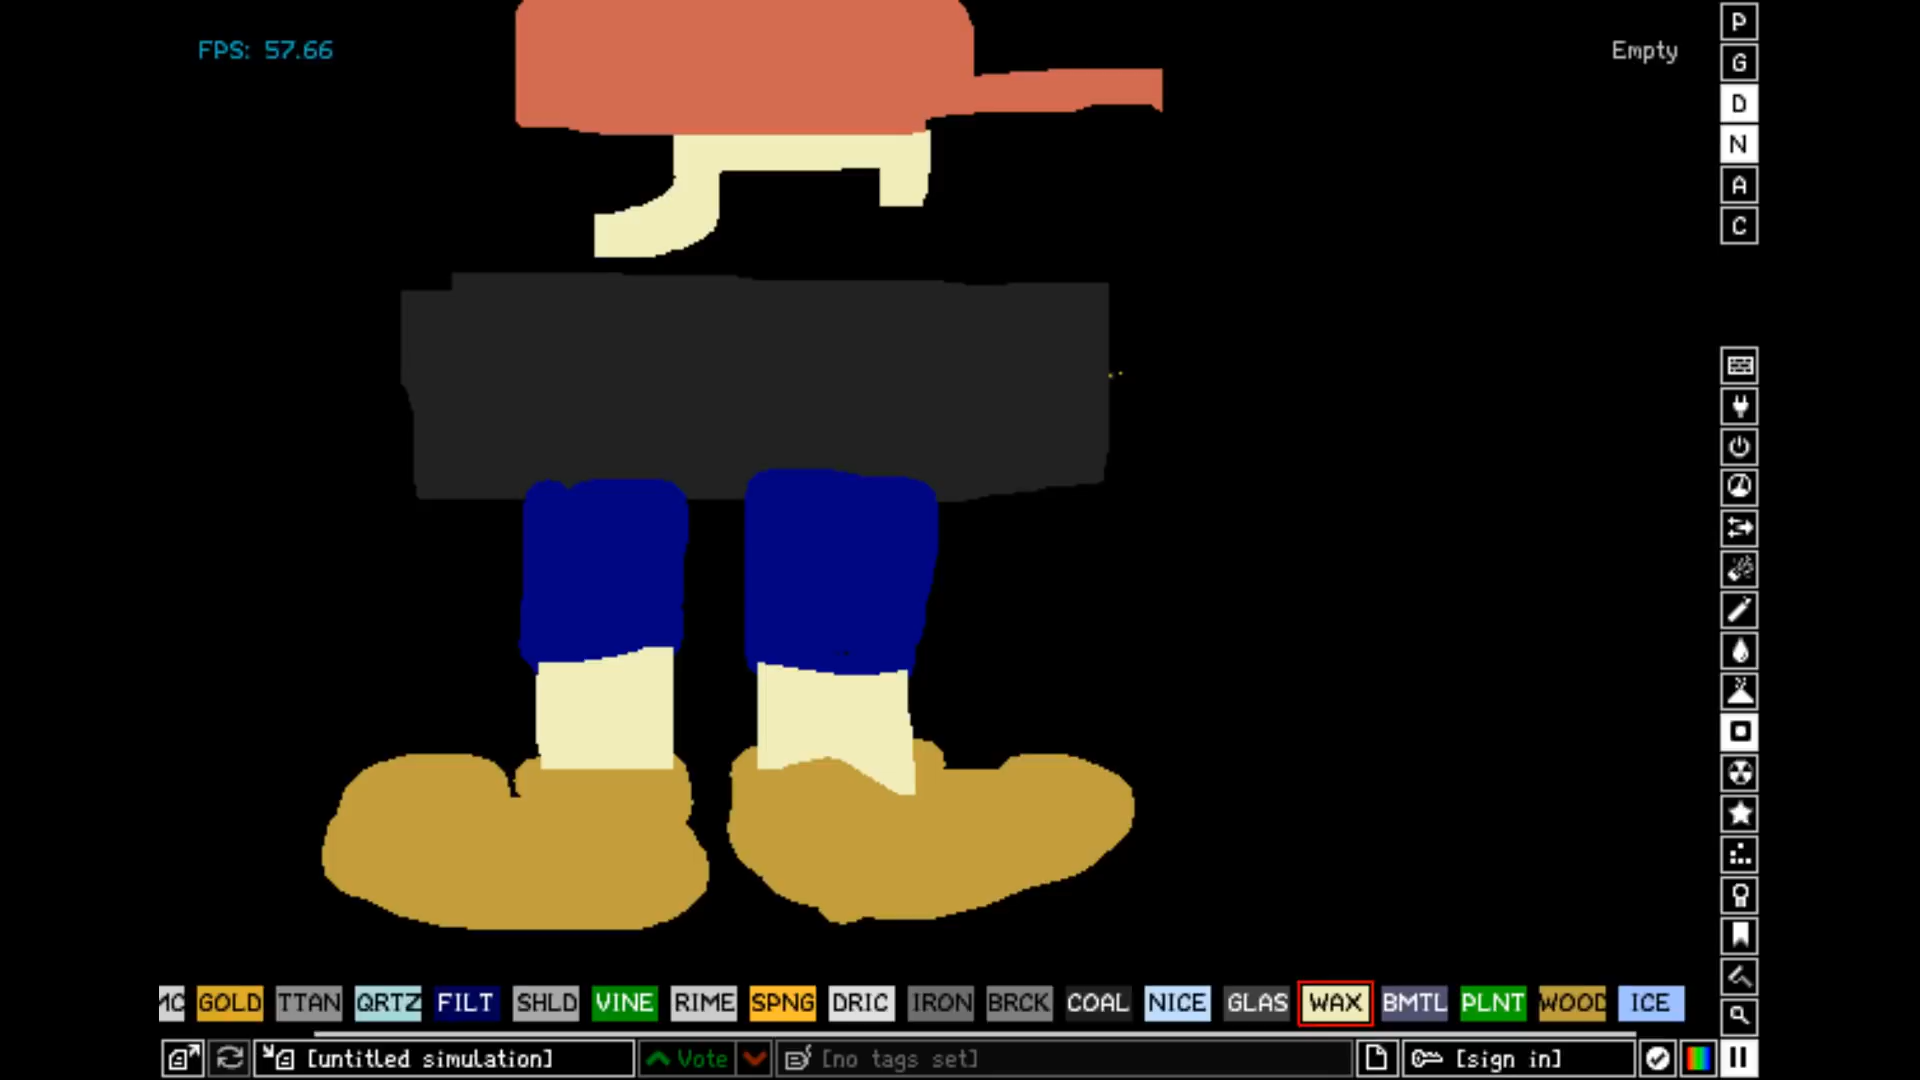 FPS: 57.66
Empty
P
G
D
N
A
C
GOLD TTAN QRTZ FILT SHLD VINE RIME SPNG DRIC IRON BRCK COAL NICE GLAS WAX BMTL PLNT WOOD ICE
[untitled simulation] Vote [no tags set] [sign in]